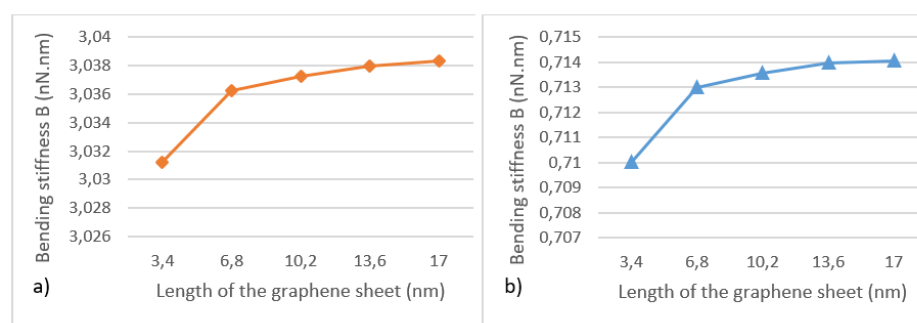 3,04
3,038
3,036
3,034
3,032
3,03
3,028
3,026
Bending stiffness B (nN.nm)
3,4 6,8 10,2 13,6 17
Length of the graphene sheet (nm)
a)
0,715
0,714
0,713
0,712
0,711
0,71
0,709
0,708
0,707
Bending stiffness B (nN.nm)
3,4 6,8 10,2 13,6 17
Length of the graphene sheet (nm)
b)